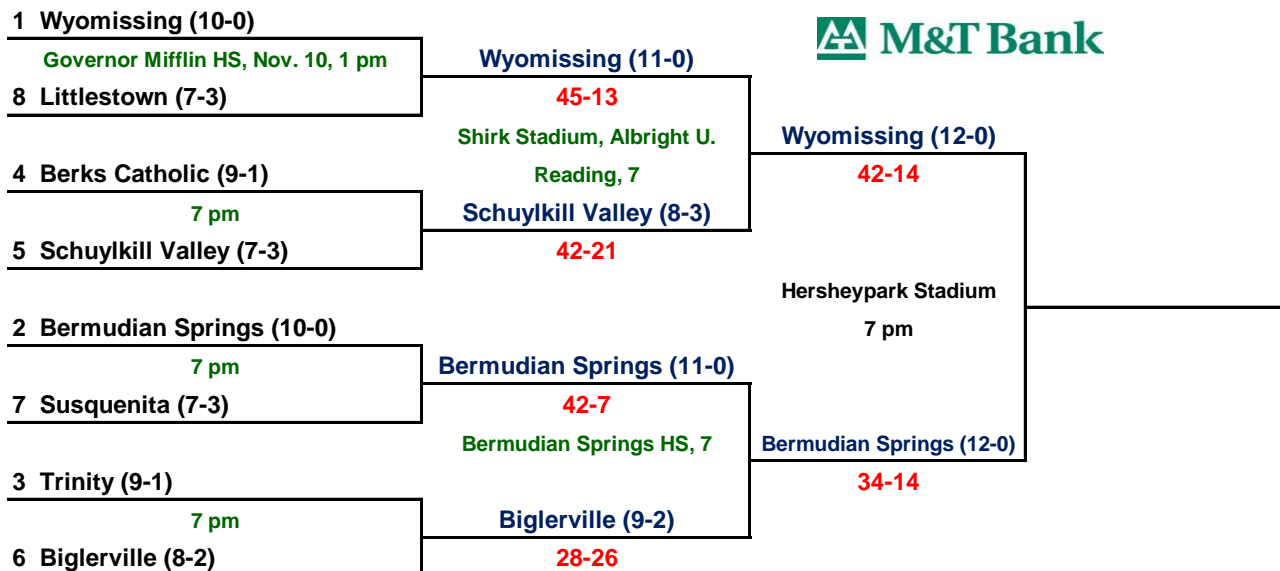 1 Wyomissing (10-0)
Governor Mifflin HS, Nov. 10, 1 pm
8 Littlestown (7-3)
4 Berks Catholic (9-1)
7 pm
5 Schuylkill Valley (7-3)
2 Bermudian Springs (10-0)
7 pm
7 Susquenita (7-3)
3 Trinity (9-1)
7 pm
6 Biglerville (8-2)
Wyomissing (11-0)
45-13
Shirk Stadium, Albright U.
Reading, 7
Schuylkill Valley (8-3)
42-21
Bermudian Springs (11-0)
42-7
Bermudian Springs HS, 7
Biglerville (9-2)
28-26
M&T Bank
Wyomissing (12-0)
42-14
Hersheypark Stadium
7 pm
Bermudian Springs (12-0)
34-14